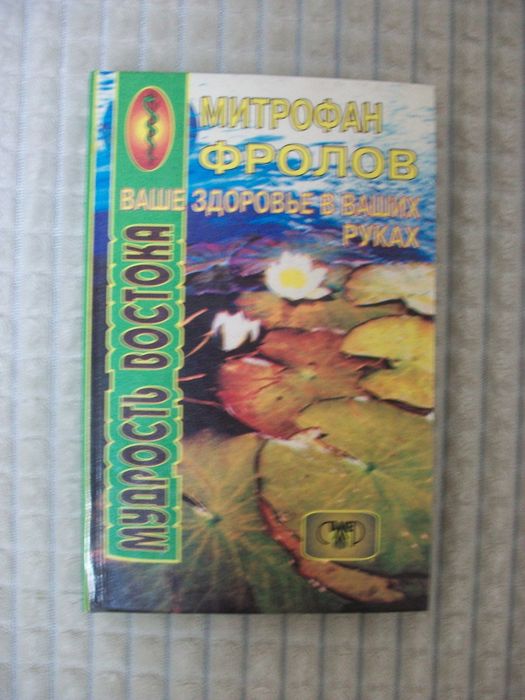 МИТРОФАН
ФРОЛОВ
ВАШЕ ЗДОРОВЬЕ В ВАШИХ
РУКАХ
МУДРОСТЬ ВОСТОКА